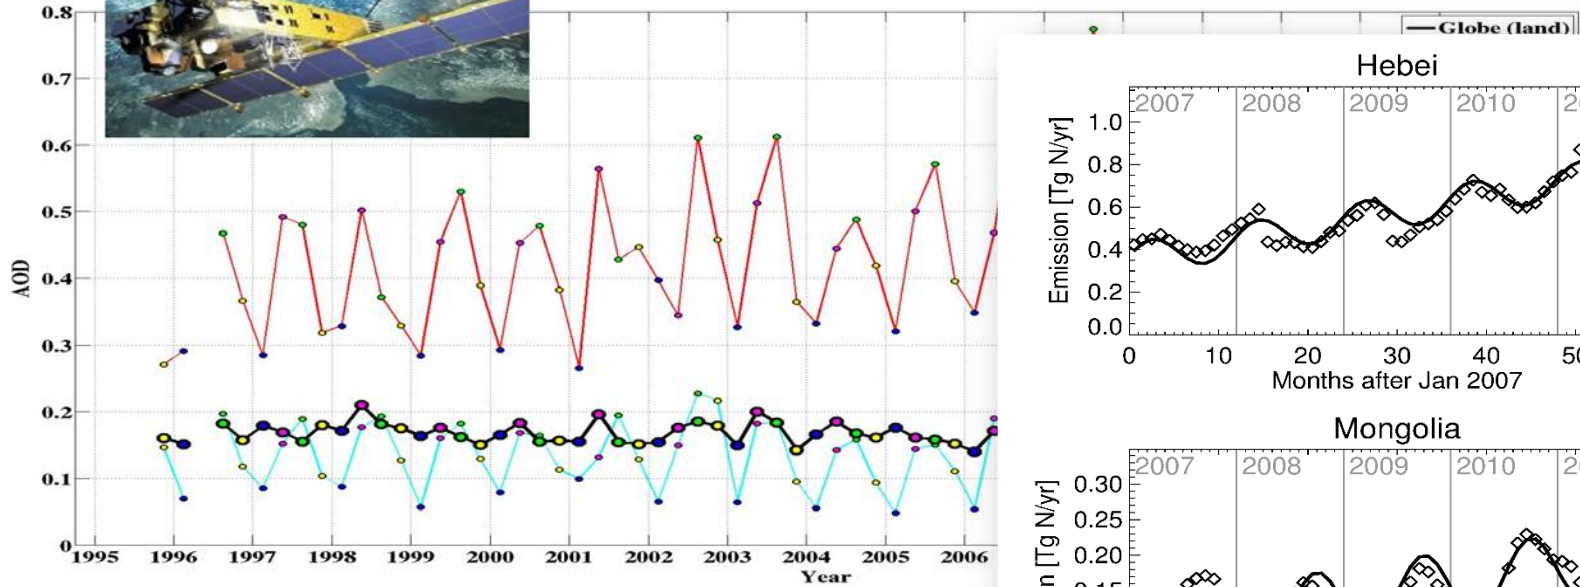 0.8
0.7
0.6
0.5
0.4
0.3
0.2
0.1
0
AOD
1995 1996 1997 1998 1999 2000 2001 2002 2003 2004 2005 2006
Year
Globe (land)
Hebei
2007 2008 2009 2010
1.0
0.8
0.6
0.4
0.2
0.0
Emission [Tg N/yr]
0 10 20 30 40
Months after Jan 2007
Mongolia
2007 2008 2009 2010
0.30
0.25
0.20
[Tg N/yr]